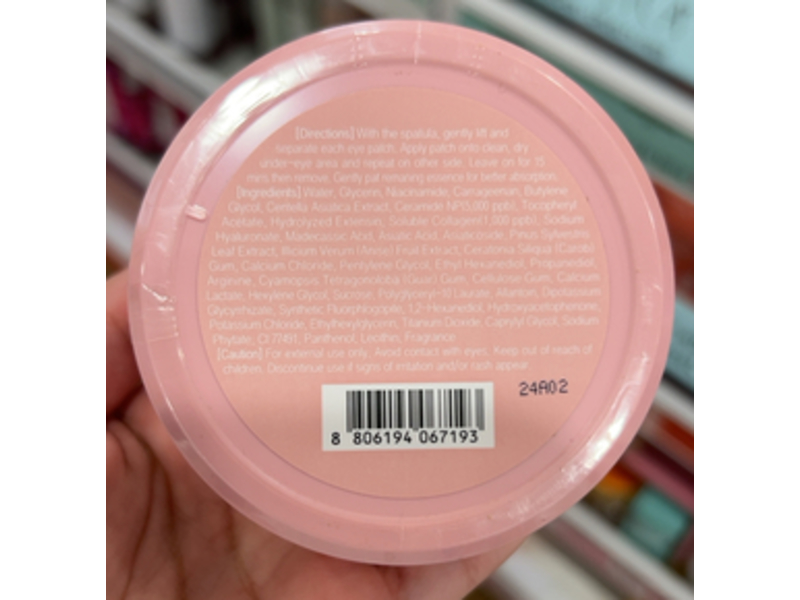 [Directions] With the spatula, gently lift and
separate each eye patch. Apply patch onto clean, dry
under-eye area and repeat on other side. Leave on for 15
min, then remove. Gently pat remaining essence for better absorption.
[Ingredients] Water, Glycerin, Niacinamide, Carrageenan, Butylene
Glycol, Centella Asiatica Extract, Ceramide NP(5,000 ppb), Tocopheryl
Acetate, Hydrolyzed Extensin, Soluble Collagen(1,000 ppb), Sodium
Hyaluronate, Madecassic Acid, Asiatic Acid, Asiaticoside, Pinus Sylvestris
Leaf Extract, Illicium Verum (Anise) Fruit Extract, Ceratonia Siliqua (Carob)
Gum, Calcium Chloride, Pentylene Glycol, Ethyl Hexanediol, Propanediol,
Arginine, Cyamopsis Tetragonoloba (Guar) Gum, Cellulose Gum, Calcium
Lactate, Hexylene Glycol, Sucrose, Polyglyceryl-10 Laurate, Allantoin, Dipotassium
Glycyrrhizate, Synthetic Fluorphlogopite, 1,2-Hexanediol, Hydroxyacetophenone,
Potassium Chloride, Ethylhexylglycerin, Titanium Dioxide, Caprylyl Glycol, Sodium
Phytate, CI 77491, Panthenol, Lecithin, Fragrance
[Caution] For external use only. Avoid contact with eyes. Keep out of reach of
children. Discontinue use if signs of irritation and/or rash appear.
24A02
8 806194 067193